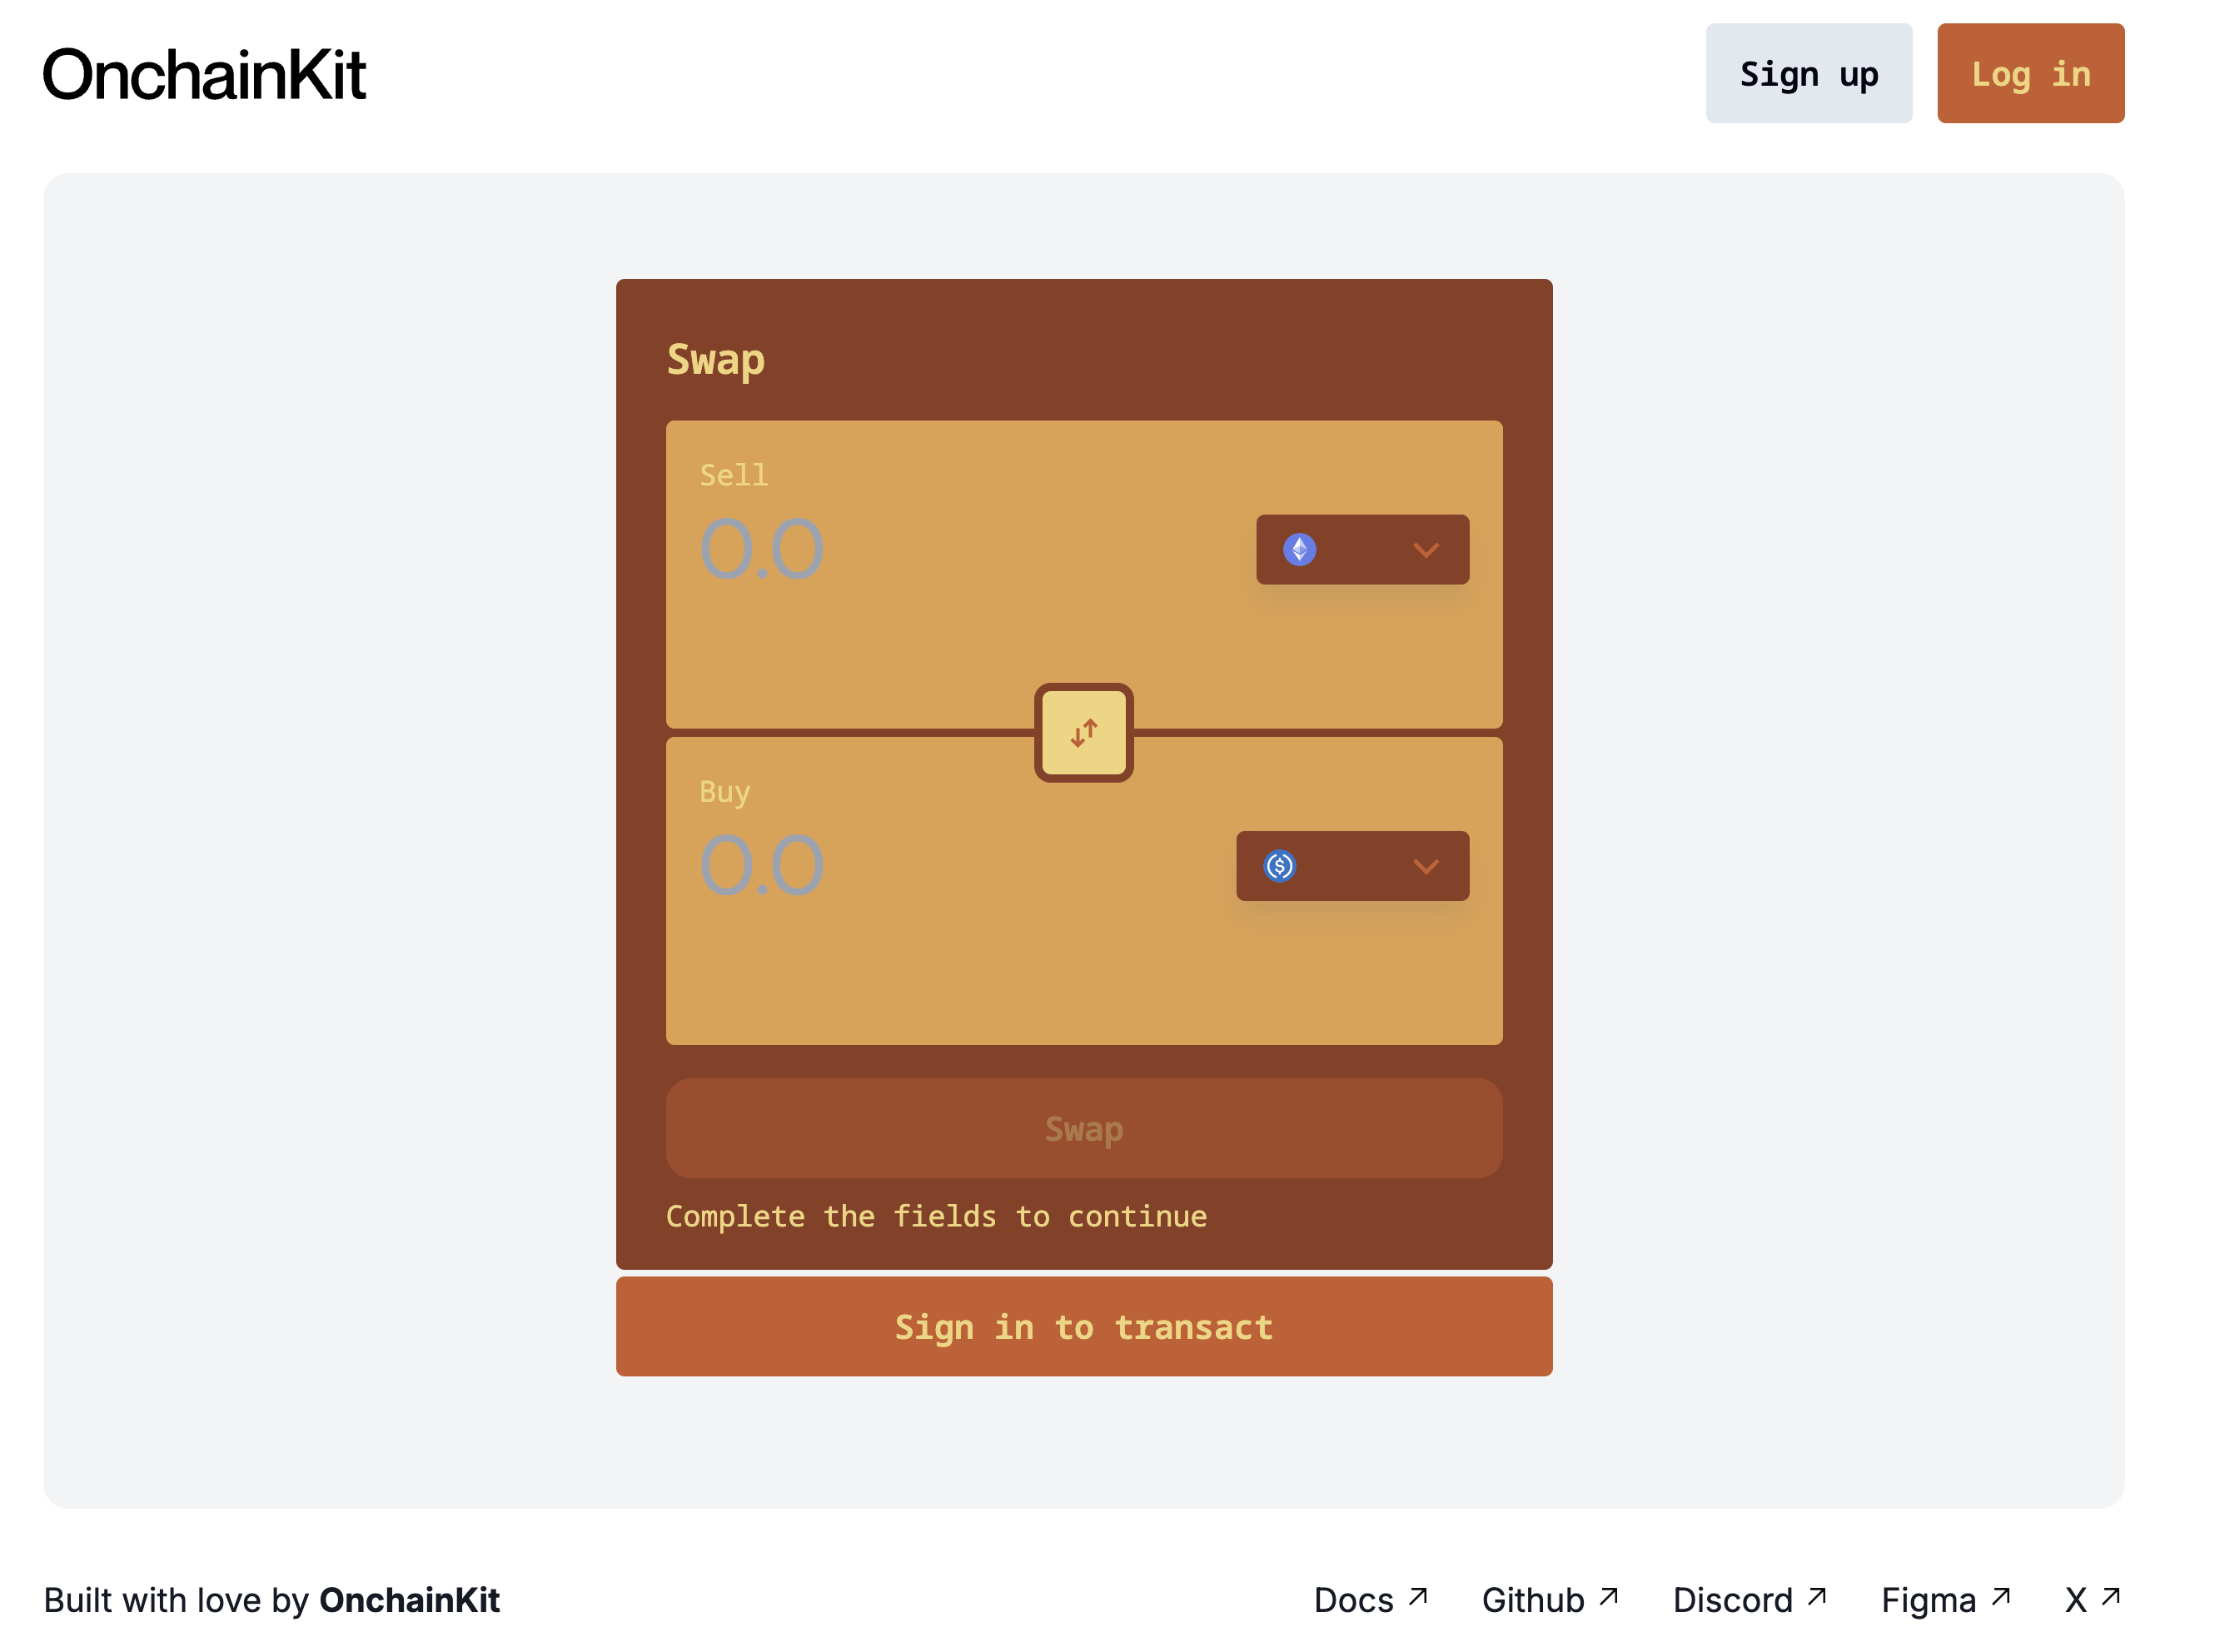 OnchainKit
Sign up
Log in
Swap
Sell
0.0
Buy
0.0
Swap
Complete the fields to continue
Sign in to transact
Built with love by OnchainKit
Docs
Github
Discord
Figma
X